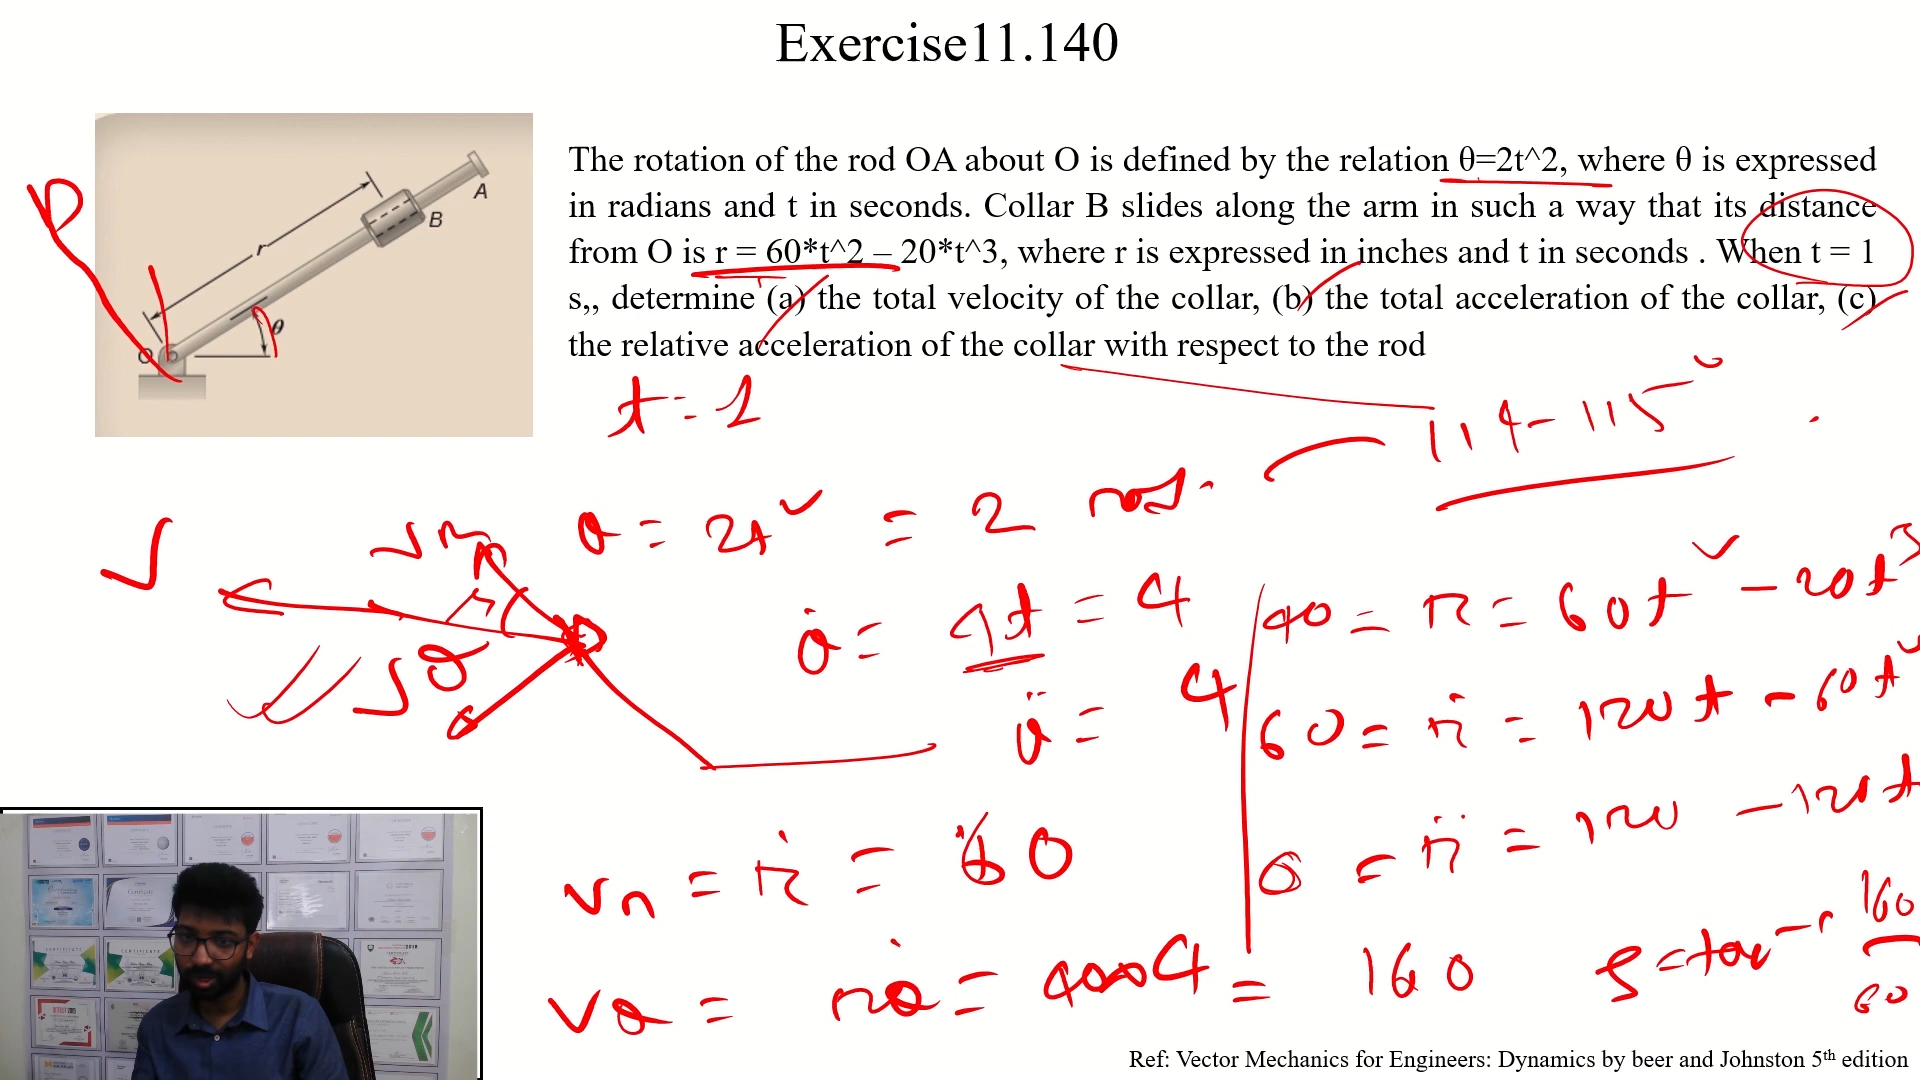 Exercise11.140
The rotation of the rod OA about O is defined by the relation θ=2t^2, where θ is expressed
in radians and t in seconds. Collar B slides along the arm in such a way that its distance
from O is r = 60*t^2 – 20*t^3, where r is expressed in inches and t in seconds . When t = 1
s,, determine (a) the total velocity of the collar, (b) the total acceleration of the collar, (c)
the relative acceleration of the collar with respect to the rod
A
B
r
θ
O
t = 1
114 - 115°
θ = 2t² = 2 rad.
θ̇ = 4t = 4
θ̈ = 4
40 = r = 60t² - 20t³
60 = ṙ = 120t - 60t²
0 = r̈ = 120 - 120t
vr
v
vθ
vr = ṙ = 60
vθ = rθ̇ = 40×4 = 160
160
60
Ref: Vector Mechanics for Engineers: Dynamics by beer and Johnston 5th edition